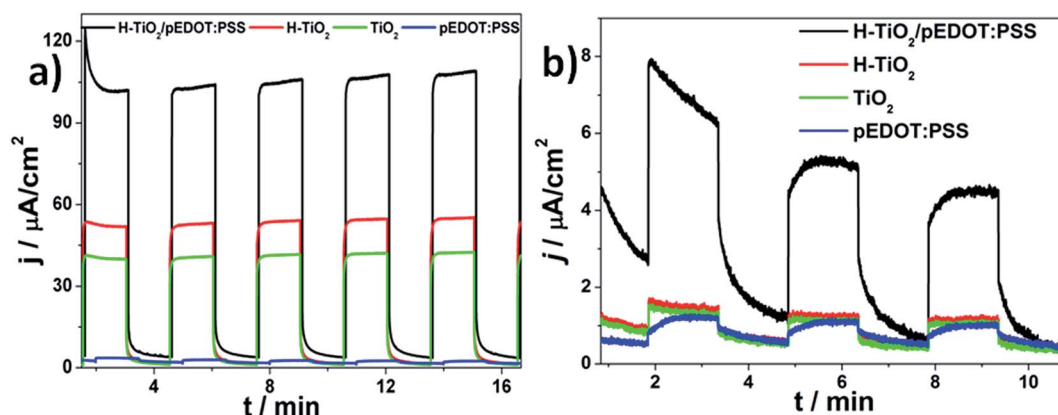 a)
H-TiO₂/pEDOT:PSS H-TiO₂ TiO₂ pEDOT:PSS
120
90
60
30
0
j / μA/cm²
4 8 12 16
t / min
b)
H-TiO₂/pEDOT:PSS
H-TiO₂
TiO₂
pEDOT:PSS
8
6
4
2
0
j / μA/cm²
2 4 6 8 10
t / min